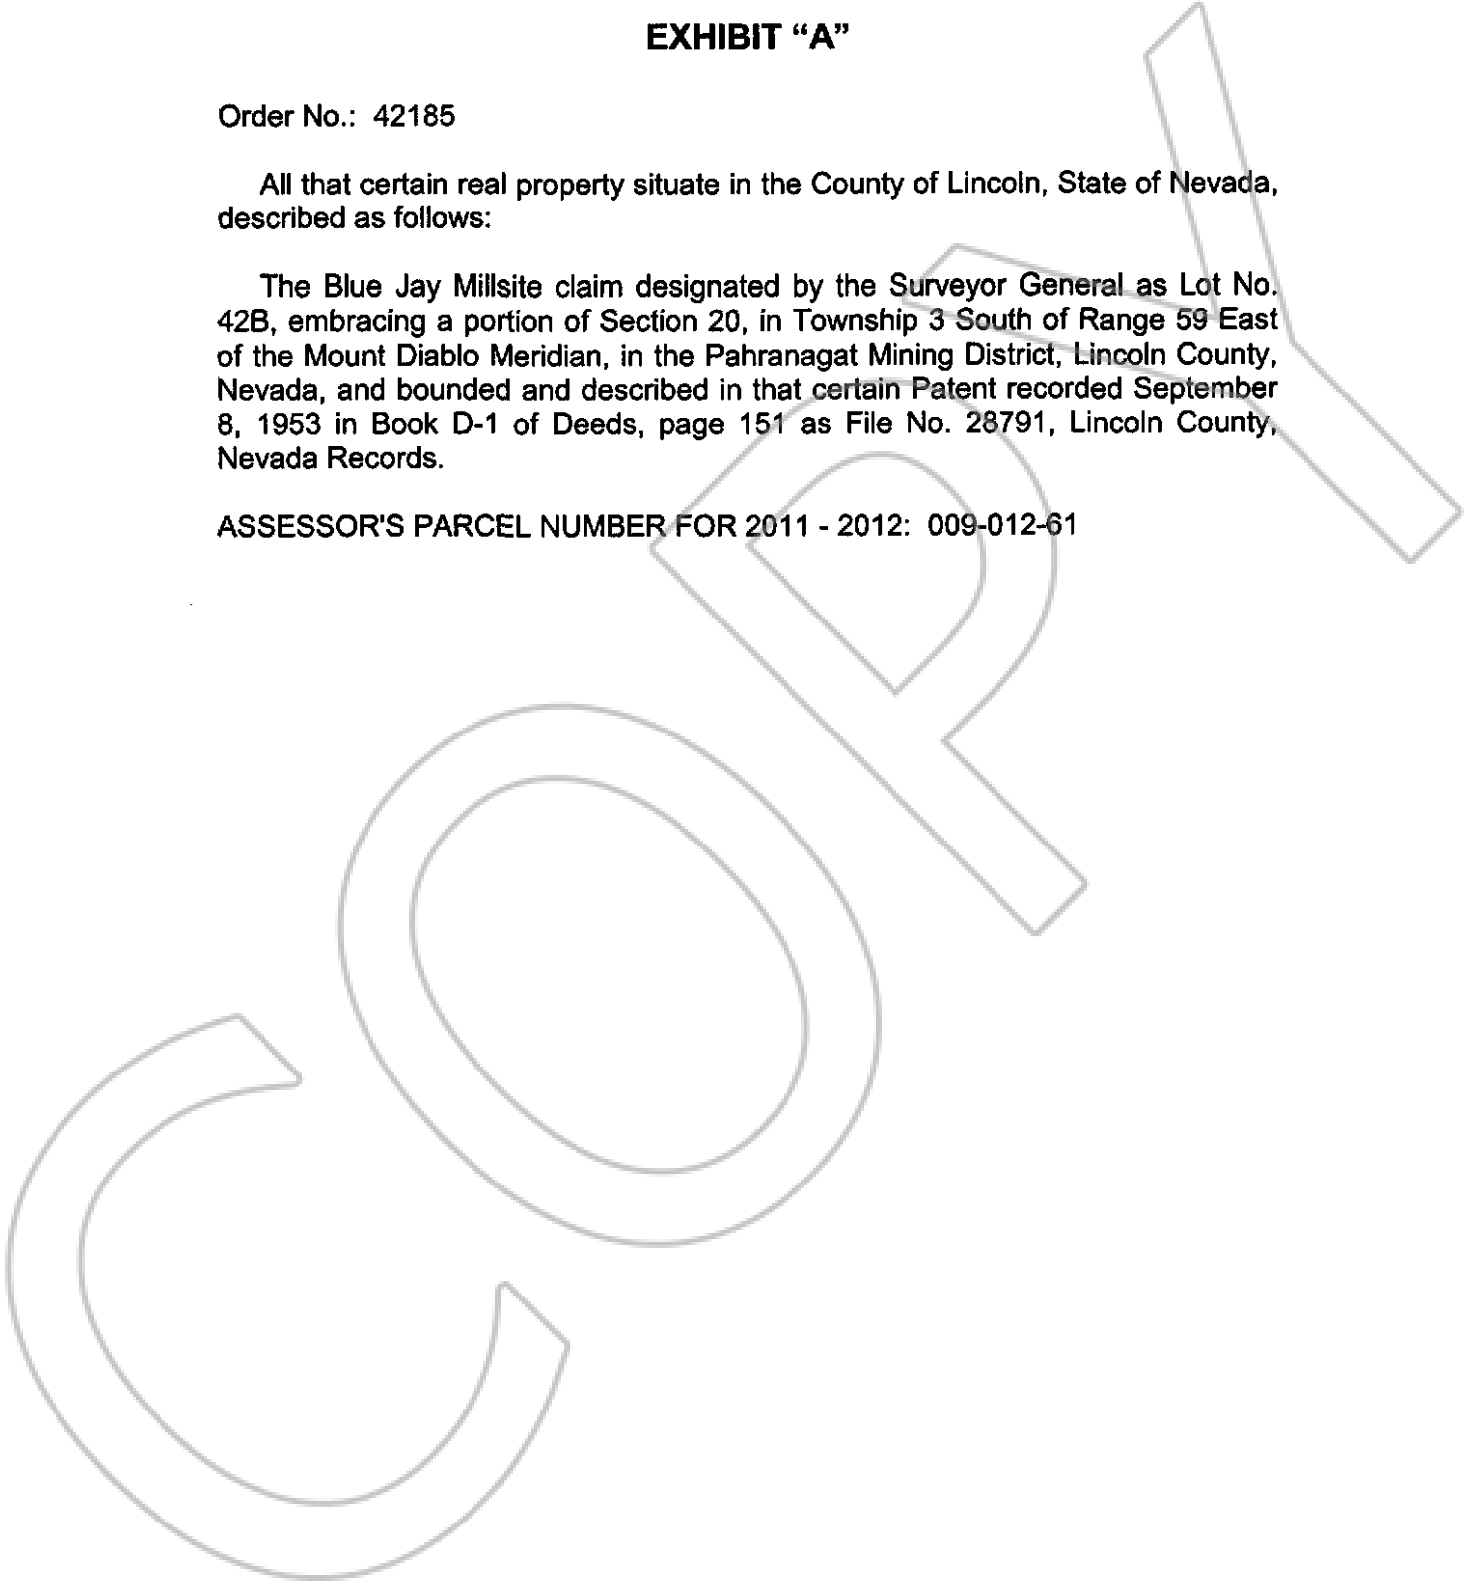 EXHIBIT “A”
Order No.: 42185
All that certain real property situate in the County of Lincoln, State of Nevada,
described as follows:
The Blue Jay Millsite claim designated by the Surveyor General as Lot No.
42B, embracing a portion of Section 20, in Township 3 South of Range 59 East
of the Mount Diablo Meridian, in the Pahranagat Mining District, Lincoln County,
Nevada, and bounded and described in that certain Patent recorded September
8, 1953 in Book D-1 of Deeds, page 151 as File No. 28791, Lincoln County,
Nevada Records.
ASSESSOR'S PARCEL NUMBER FOR 2011 - 2012: 009-012-61
COPY